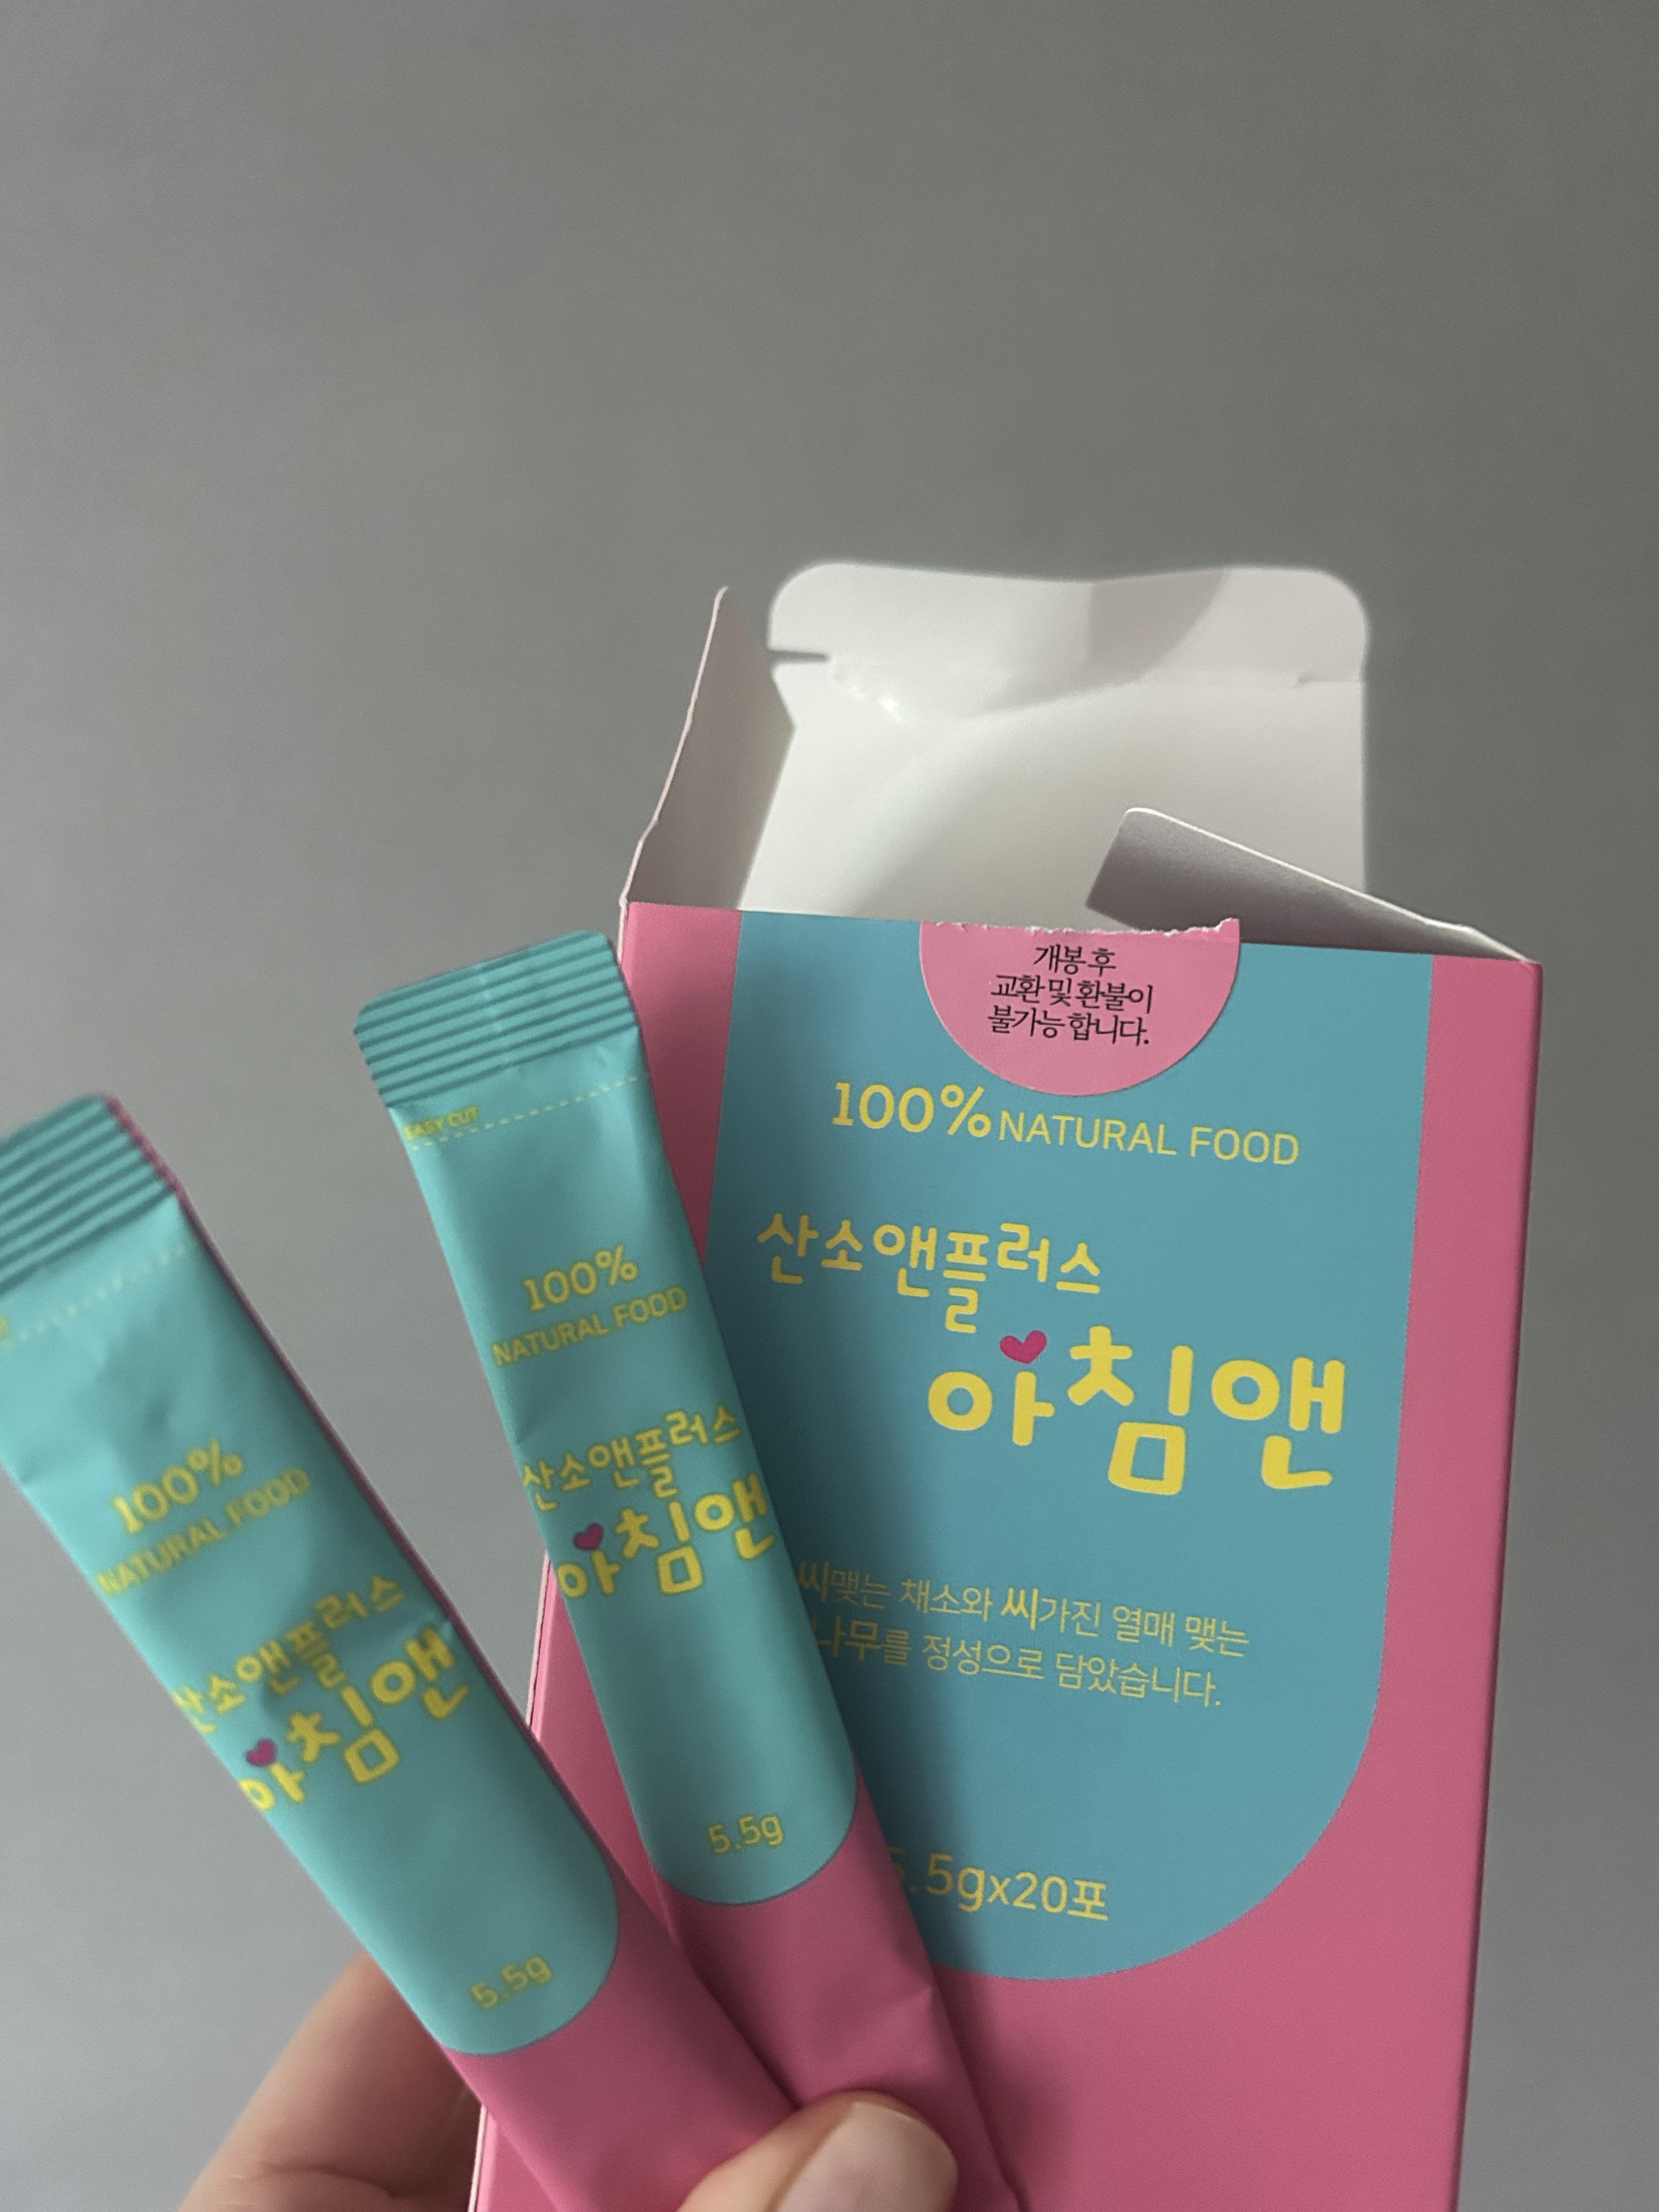 개봉 후
교환 및 환불이
불가능 합니다.
100% NATURAL FOOD
산소앤플러스
아침앤
씨맺는 채소와 씨가진 열매 맺는
나무를 정성으로 담았습니다.
5.5gx20포
EASY CUT
100%
NATURAL FOOD
산소앤플러스
아침앤
5.5g
100%
NATURAL FOOD
산소앤플러스
아침앤
5.5g